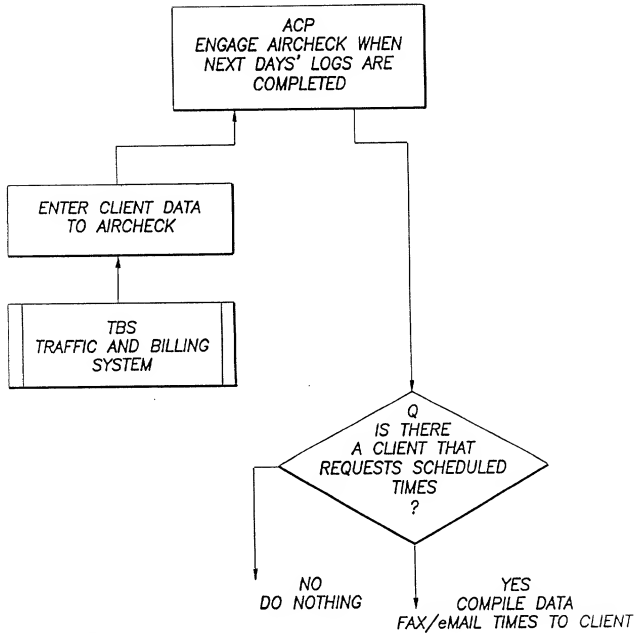 ACP
ENGAGE AIRCHECK WHEN
NEXT DAYS' LOGS ARE
COMPLETED
ENTER CLIENT DATA
TO AIRCHECK
TBS
TRAFFIC AND BILLING
SYSTEM
Q
IS THERE
A CLIENT THAT
REQUESTS SCHEDULED
TIMES
?
NO
DO NOTHING
YES
COMPILE DATA
FAX/eMAIL TIMES TO CLIENT